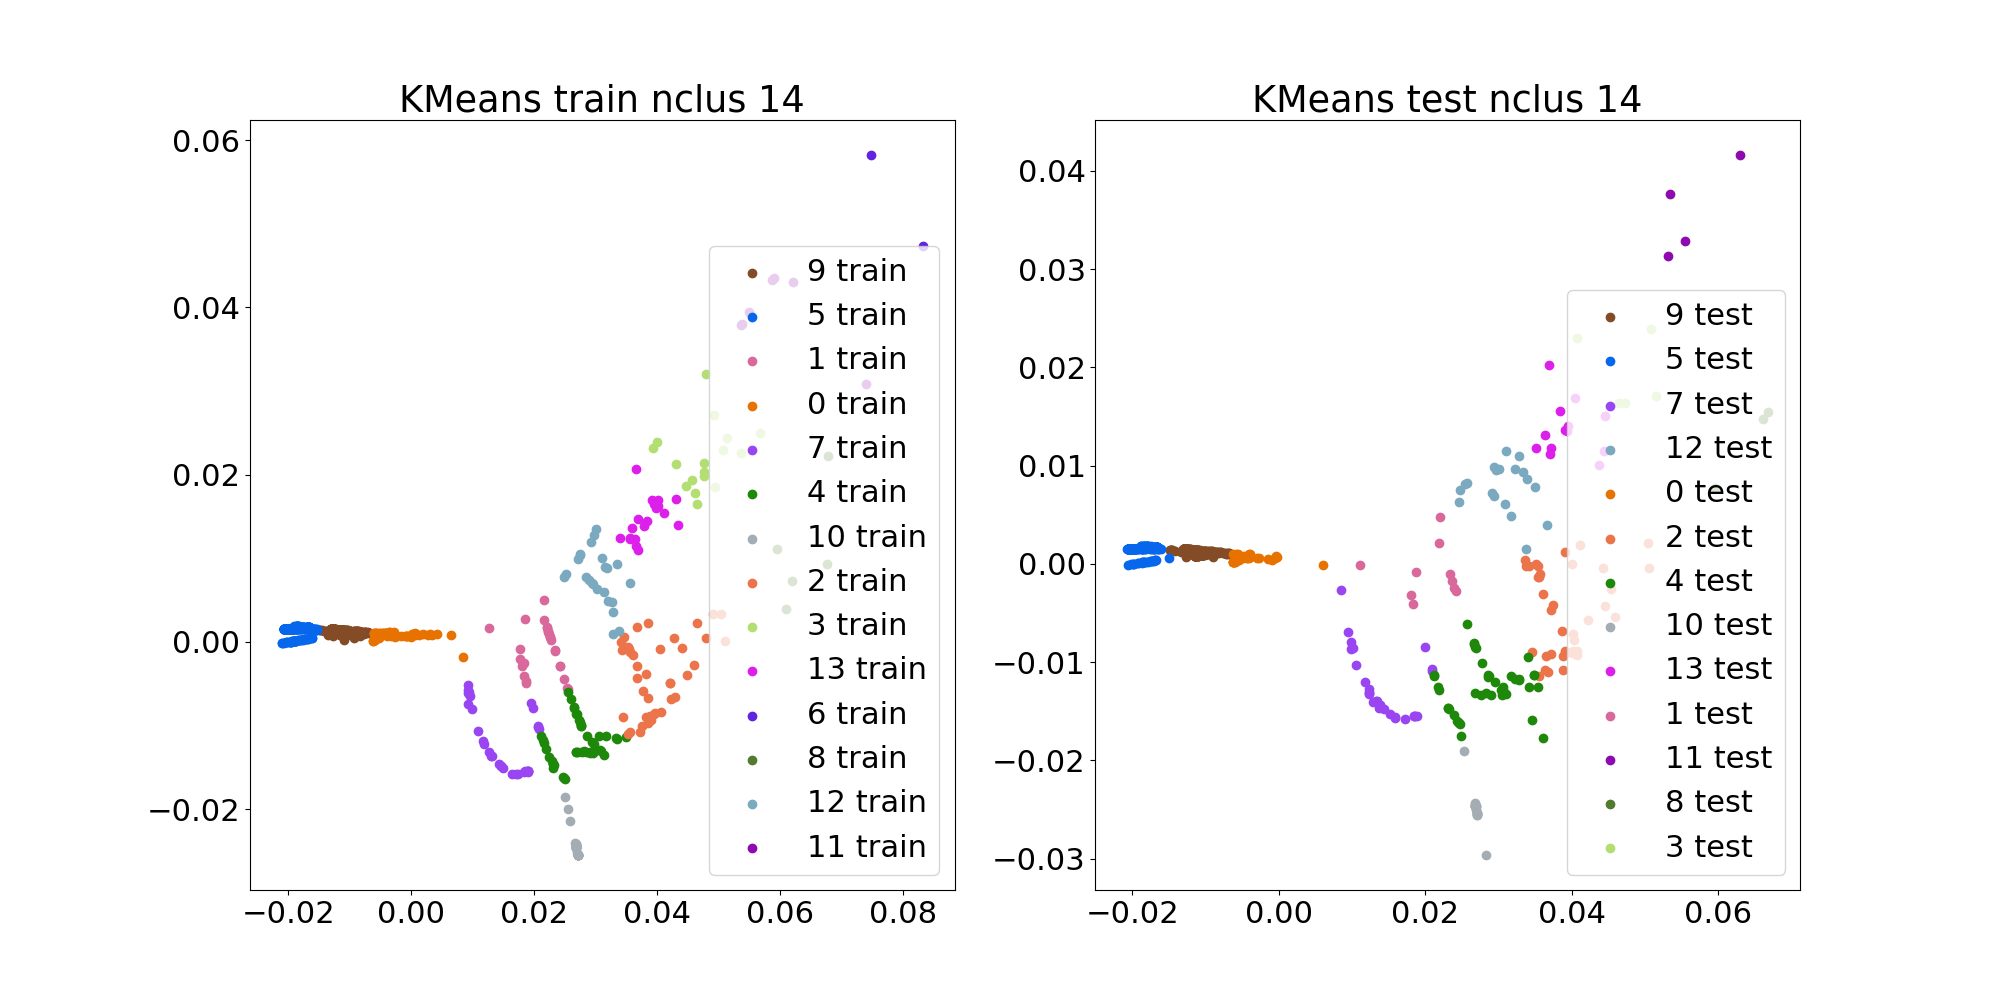 KMeans train nclus 14
0.06
0.04
0.02
0.00
−0.02
−0.02
0.00
0.02
0.04
0.06
0.08
9 train
5 train
1 train
0 train
7 train
4 train
10 train
2 train
3 train
13 train
6 train
8 train
12 train
11 train
KMeans test nclus 14
0.04
0.03
0.02
0.01
0.00
−0.01
−0.02
−0.03
−0.02
0.00
0.02
0.04
0.06
9 test
5 test
7 test
12 test
0 test
2 test
4 test
10 test
13 test
1 test
11 test
8 test
3 test